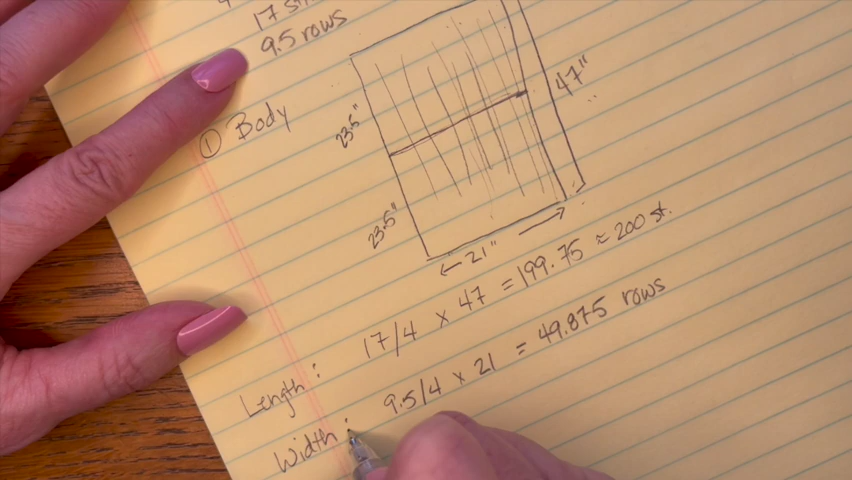 17
9.5 rows
① Body
23.5"
47"
23.5"
21"
Length: 17/4 x 47 = 199.75 ≈ 200 st.
Width: 9.5/4 x 21 = 49.875 rows